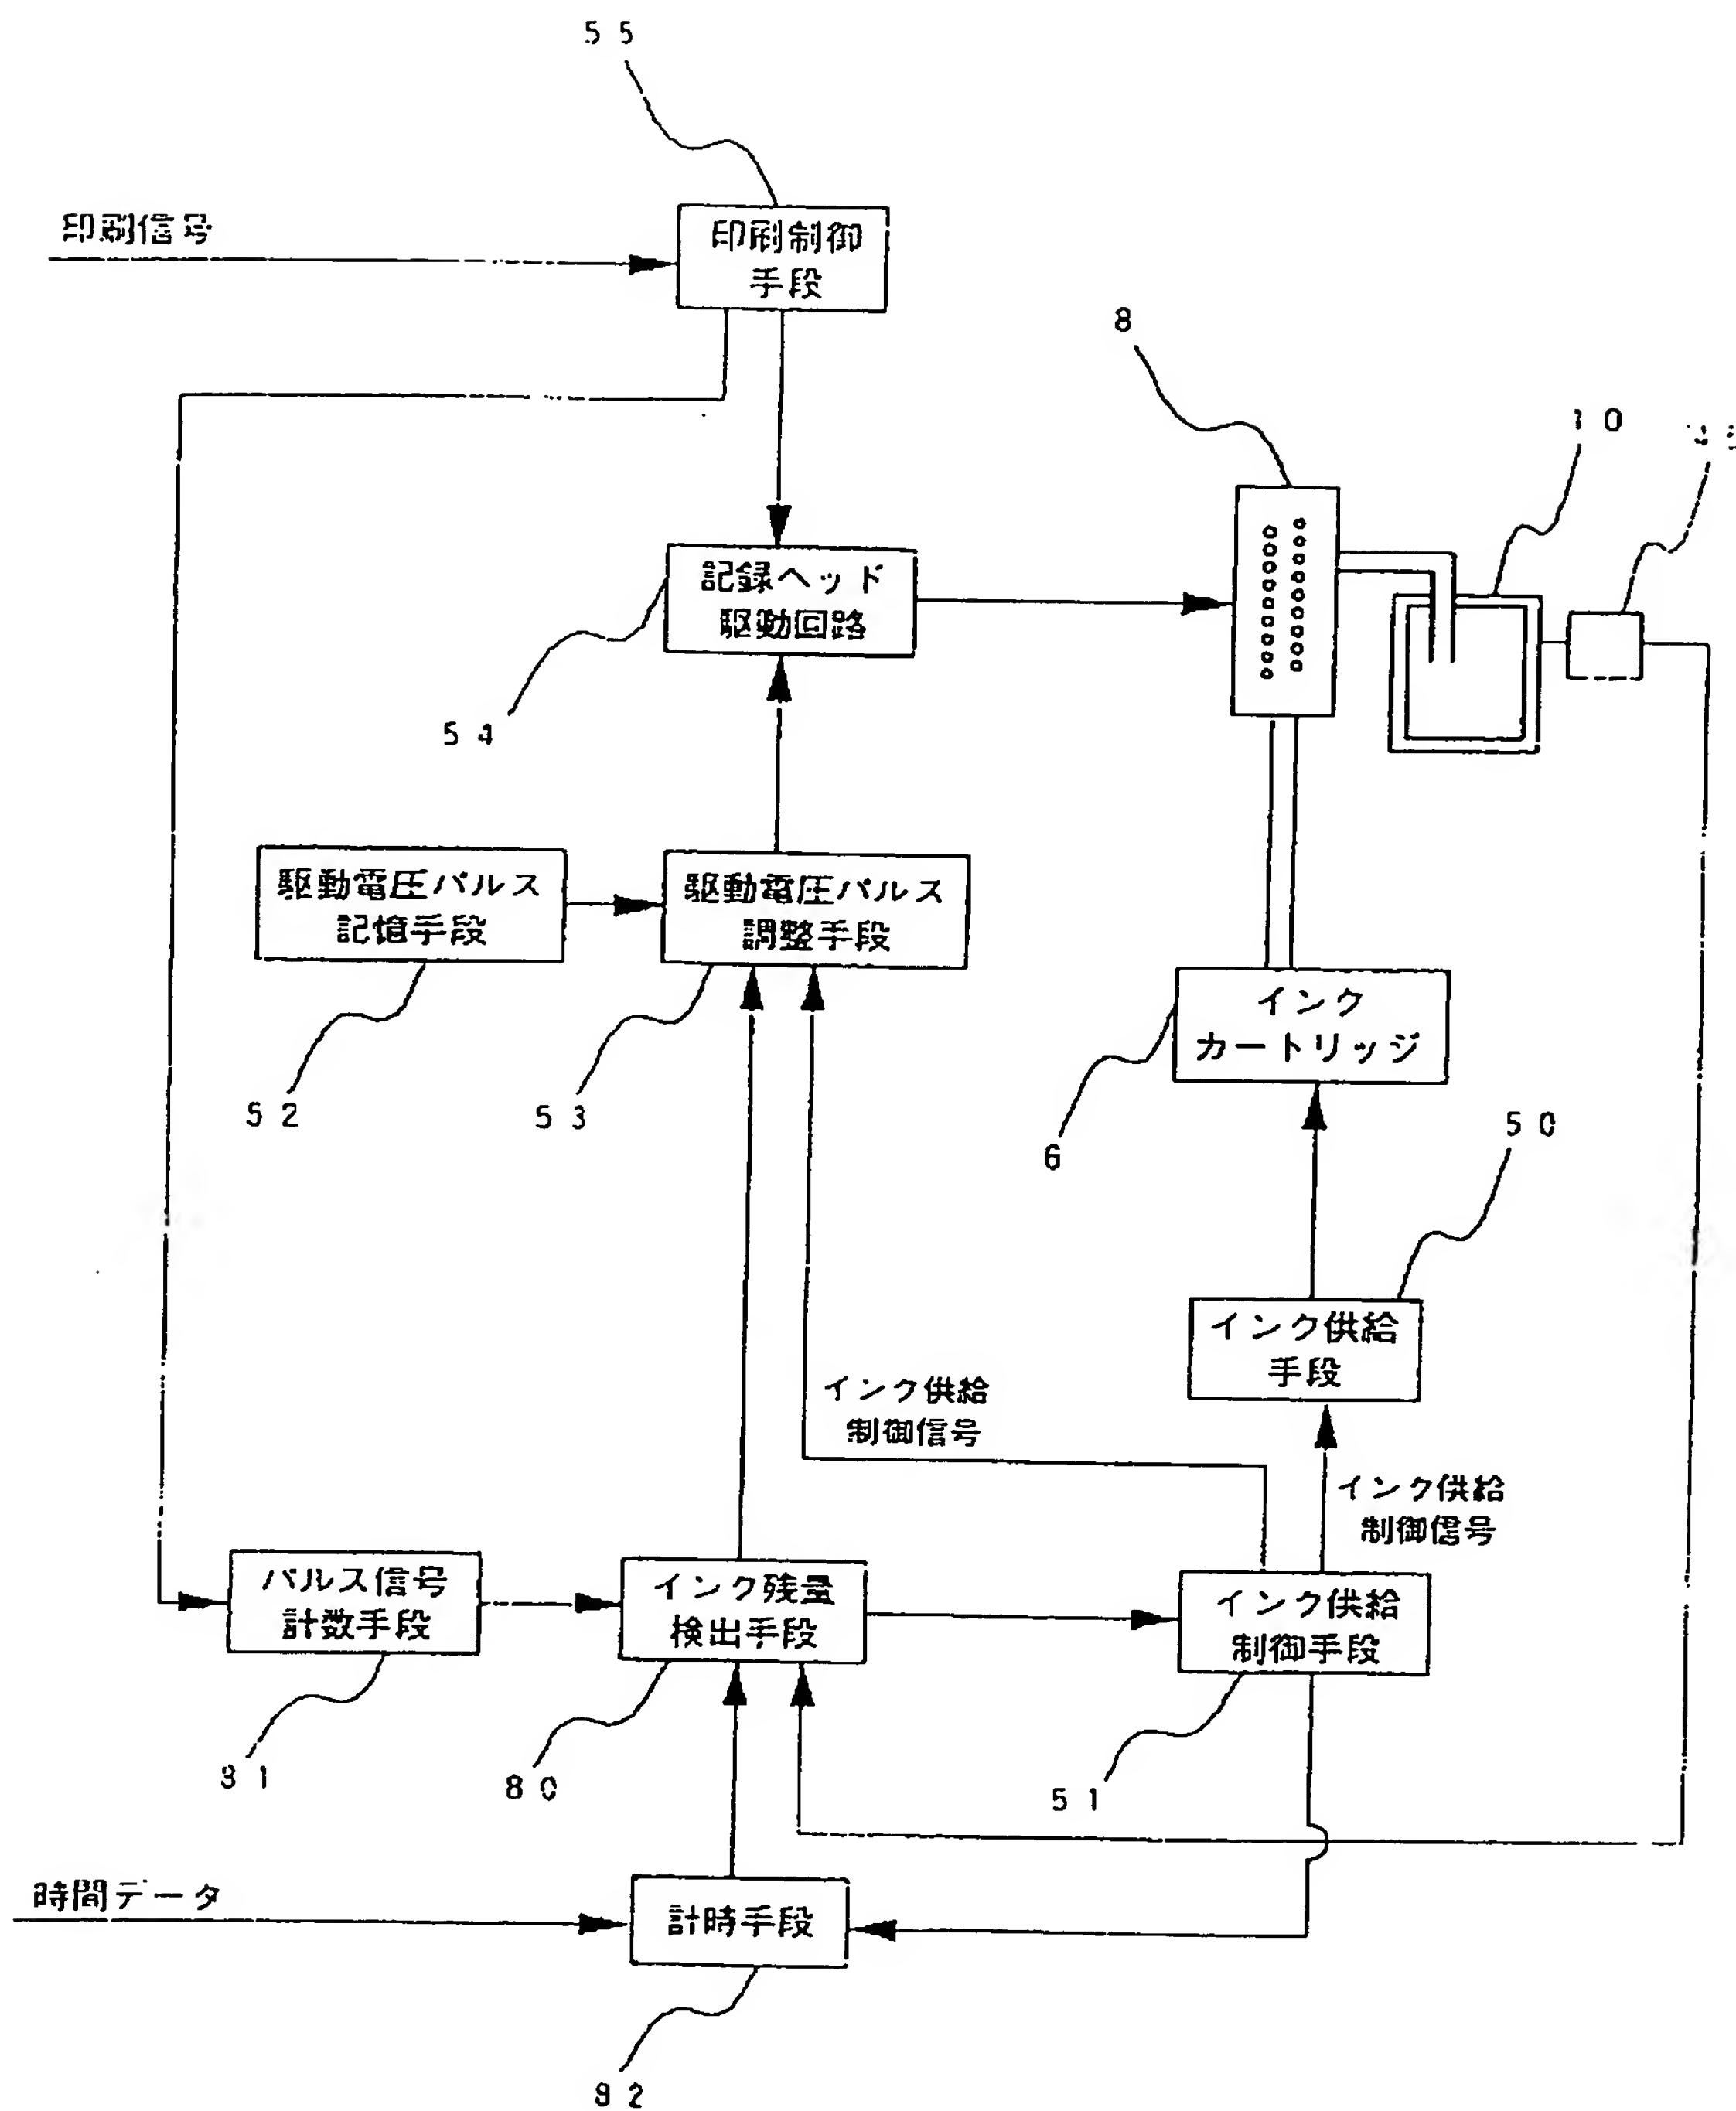 55
印刷信号
印刷制御
手段
8
10
記録ヘッド
駆動回路
54
駆動電圧パルス
記憶手段
駆動電圧パルス
調整手段
インク
カートリッジ
52
53
6
50
インク供給
手段
インク供給
制御信号
インク供給
制御信号
パルス信号
計数手段
インク残量
検出手段
インク供給
制御手段
81
80
51
時間データ
計時手段
82